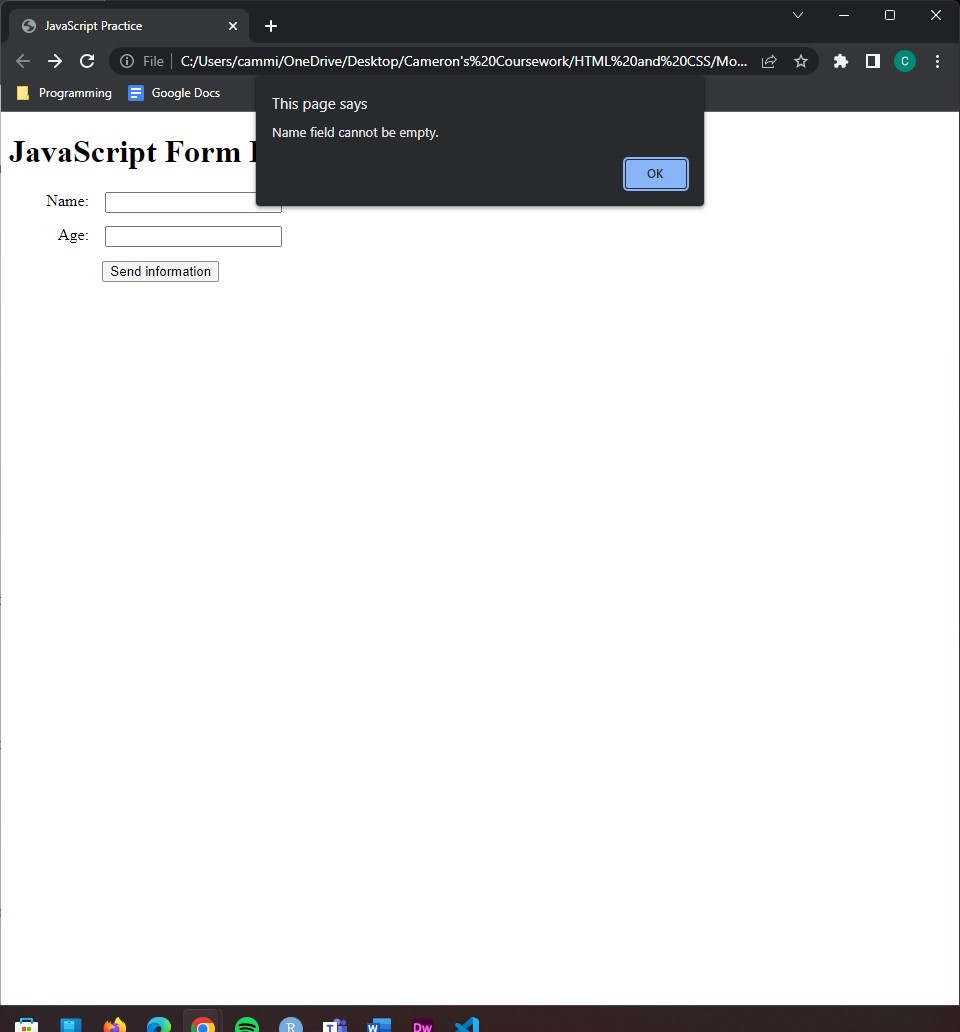 JavaScript Practice
File
C:/Users/cammi/OneDrive/Desktop/Cameron's%20Coursework/HTML%20and%20CSS/Mo...
C
Programming
Google Docs
This page says
Name field cannot be empty.
OK
JavaScript Form
Name:
Age:
Send information
R
T
W
Dw